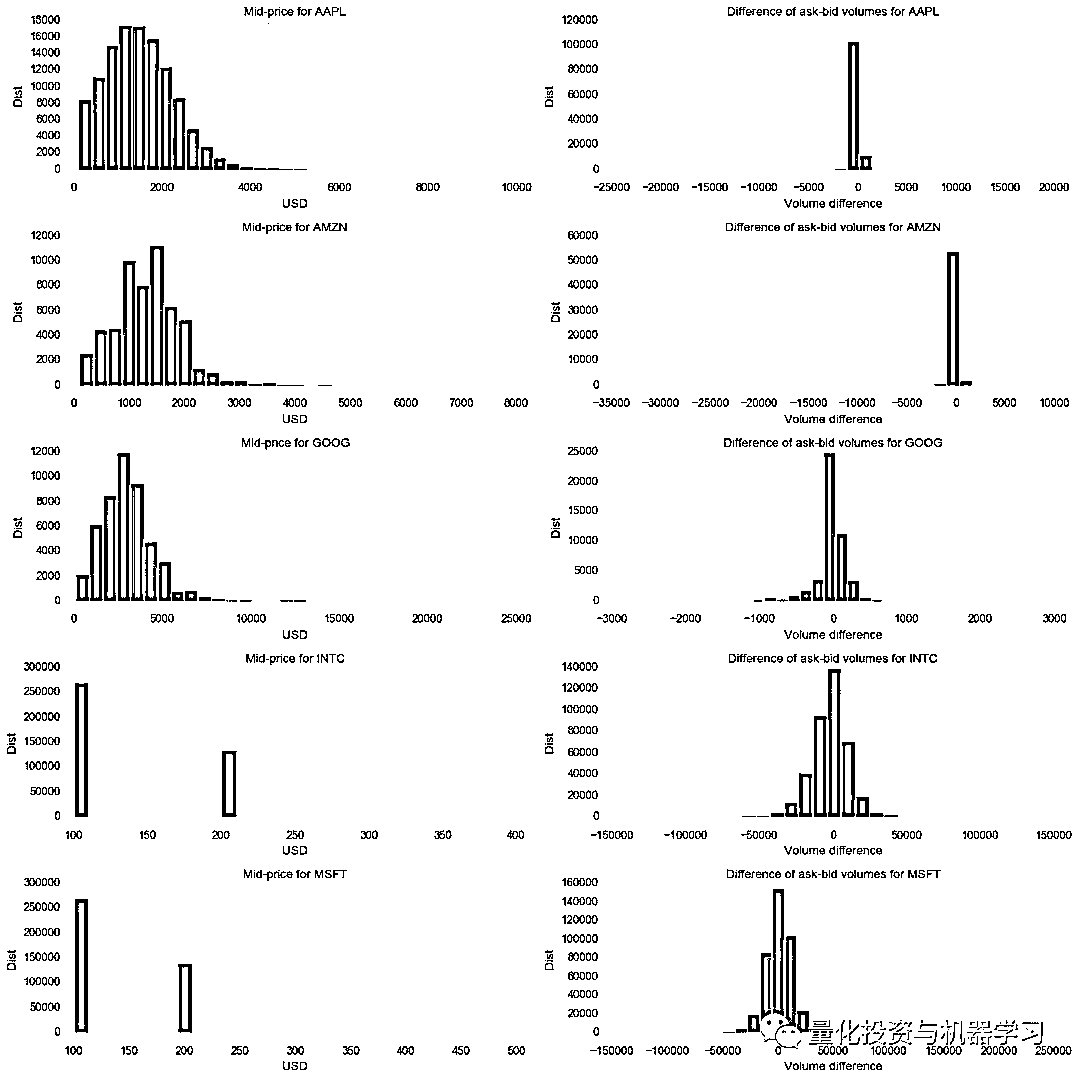 Mid-price for AAPL
18000
16000
14000
12000
10000
8000
6000
4000
2000
0
Dist
0 2000 4000 6000 8000 10000
USD
Difference of ask-bid volumes for AAPL
120000
100000
80000
60000
40000
20000
0
Dist
−25000 −20000 −15000 −10000 −5000 0 5000 10000 15000 20000
Volume difference
Mid-price for AMZN
12000
10000
8000
6000
4000
2000
0
Dist
0 1000 2000 3000 4000 5000 6000 7000 8000
USD
Difference of ask-bid volumes for AMZN
60000
50000
40000
30000
20000
10000
0
Dist
−35000 −30000 −25000 −20000 −15000 −10000 −5000 0 5000 10000
Volume difference
Mid-price for GOOG
12000
10000
8000
6000
4000
2000
0
Dist
0 5000 10000 15000 20000 25000
USD
Difference of ask-bid volumes for GOOG
25000
20000
15000
10000
5000
0
Dist
−3000 −2000 −1000 0 1000 2000 3000
Volume difference
Mid-price for INTC
300000
250000
200000
150000
100000
50000
0
Dist
100 150 200 250 300 350 400
USD
Difference of ask-bid volumes for INTC
140000
120000
100000
80000
60000
40000
20000
0
Dist
−150000 −100000 −50000 0 50000 100000 150000
Volume difference
Mid-price for MSFT
300000
250000
200000
150000
100000
50000
0
Dist
100 200 300 400 500
USD
Difference of ask-bid volumes for MSFT
160000
140000
120000
100000
80000
60000
40000
20000
0
Dist
−150000 −100000 −50000 0 50000 100000 150000 200000 250000
Volume difference
量化投资与机器学习